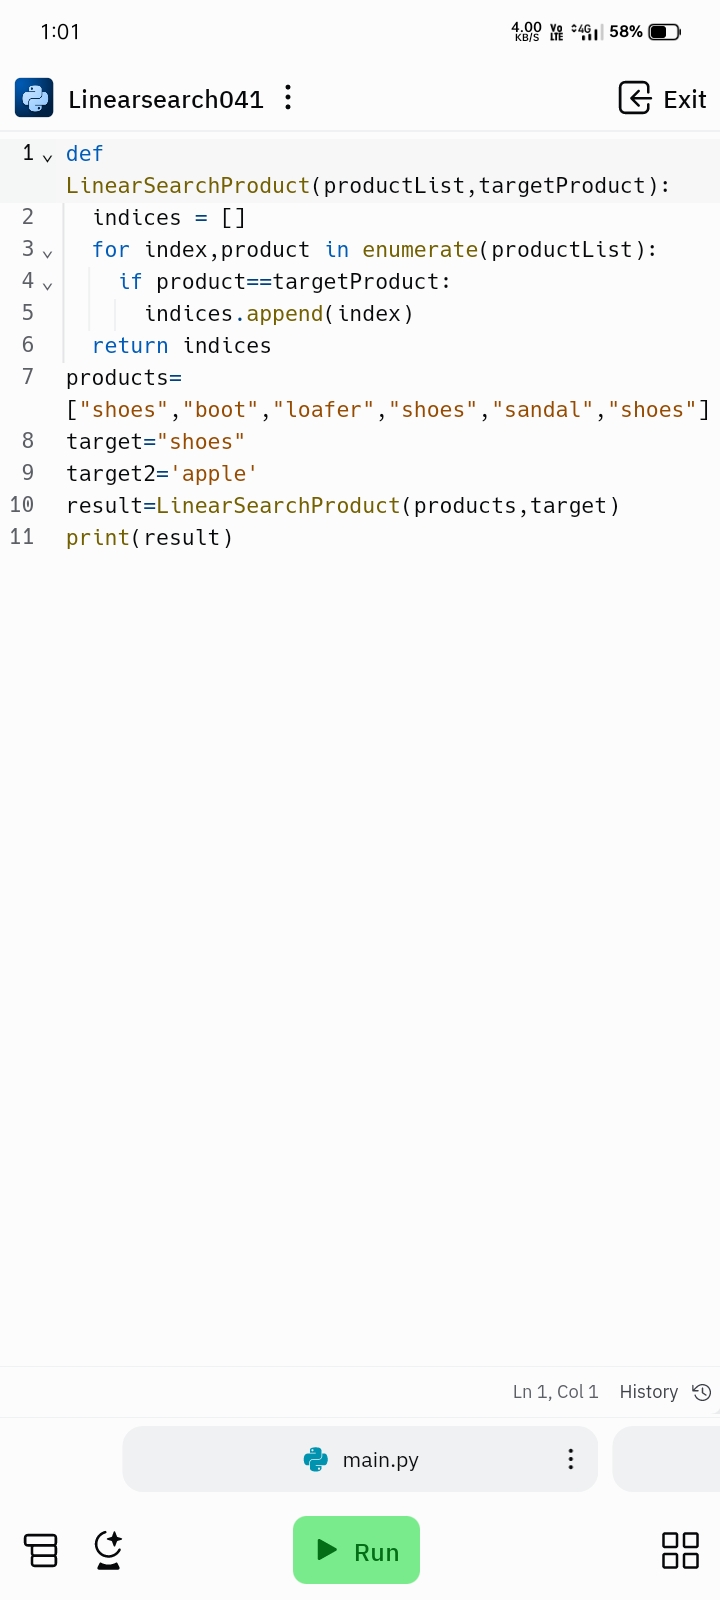 1:01 4.00 KB/S Vo LTE 4G 58%
Linearsearch041 Exit
1 def
LinearSearchProduct(productList,targetProduct):
2 indices = []
3 for index,product in enumerate(productList):
4 if product==targetProduct:
5 indices.append(index)
6 return indices
7 products=
["shoes","boot","loafer","shoes","sandal","shoes"]
8 target="shoes"
9 target2='apple'
10 result=LinearSearchProduct(products,target)
11 print(result)
Ln 1, Col 1 History
main.py
Run